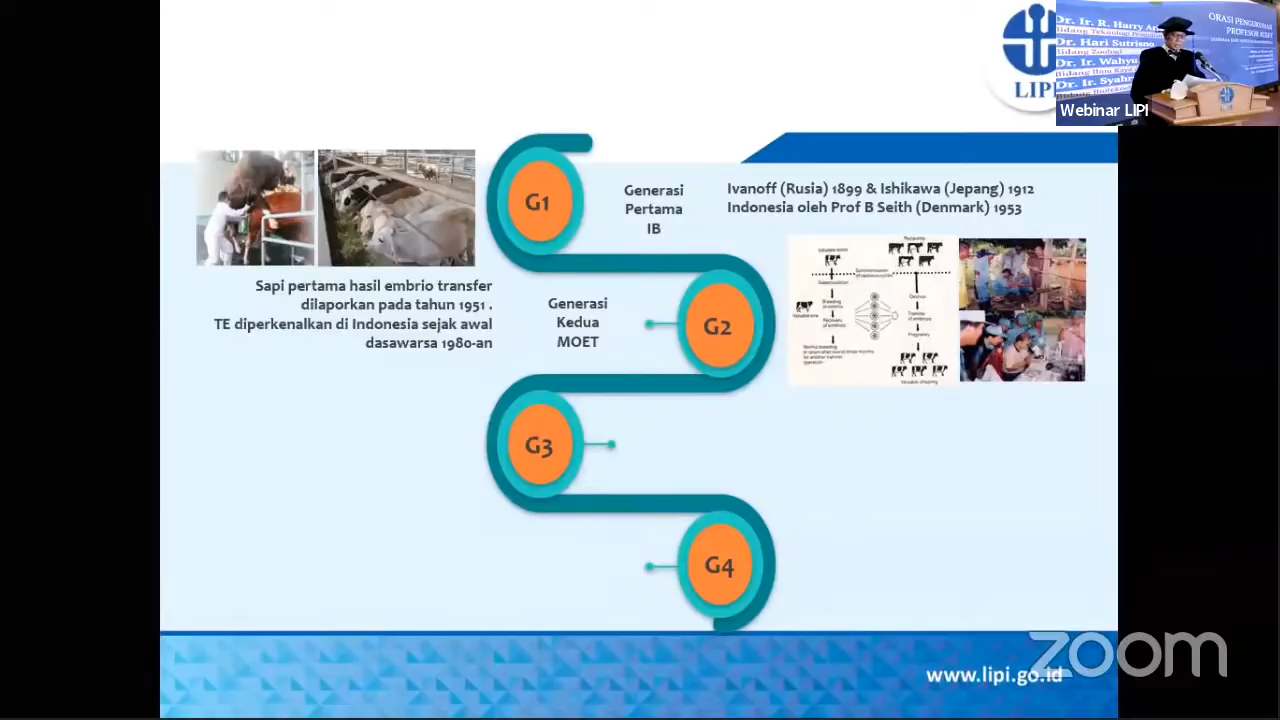 LIPI
Dr. Ir. R. Harry
Dr. Hari Sutrisno
Bidang Zoologi
Dr. Ir. Wahyu
Dr. Ir. Syahr
ORASI PENGUKUHAN
PROFESOR RISET
Webinar LIPI
G1
Generasi
Pertama
IB
Ivanoff (Rusia) 1899 & Ishikawa (Jepang) 1912
Indonesia oleh Prof B Seith (Denmark) 1953
Sapi pertama hasil embrio transfer
dilaporkan pada tahun 1951 .
TE diperkenalkan di Indonesia sejak awal
dasawarsa 1980-an
Generasi
Kedua
MOET
G2
G3
G4
www.lipi.go.id
zoom